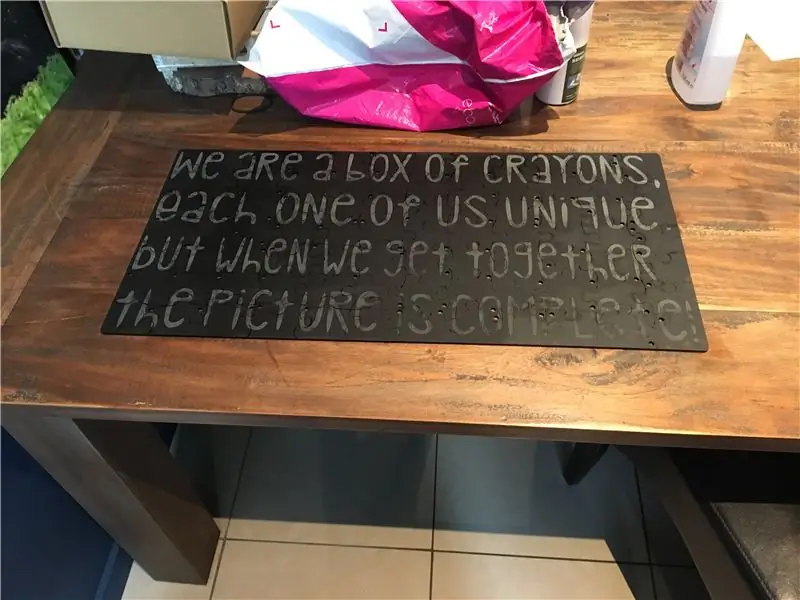 we are a box of crayons,
each one of us unique
but when we get together
the picture is complete!